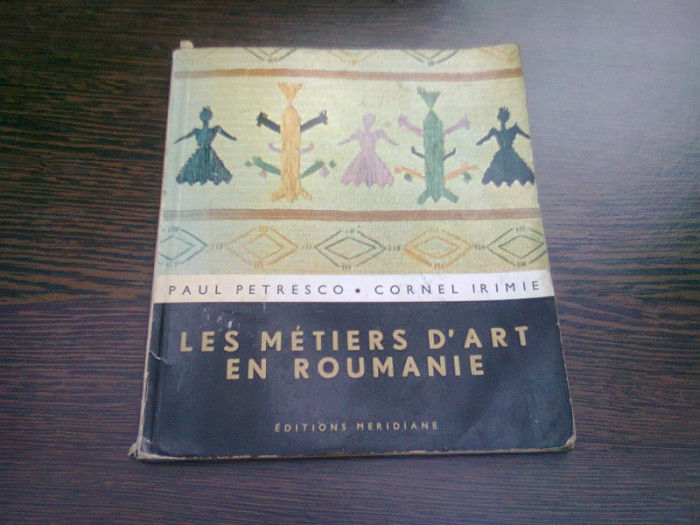 PAUL PETRESCO • CORNEL IRIMIE
LES MÉTIERS D'ART
EN ROUMANIE
ÉDITIONS MERIDIANE